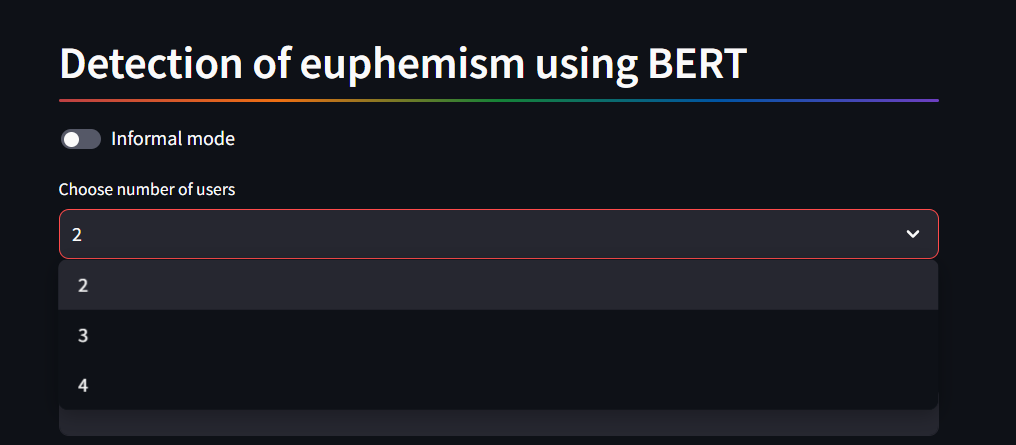 Detection of euphemism using BERT
Informal mode
Choose number of users
2
2
3
4